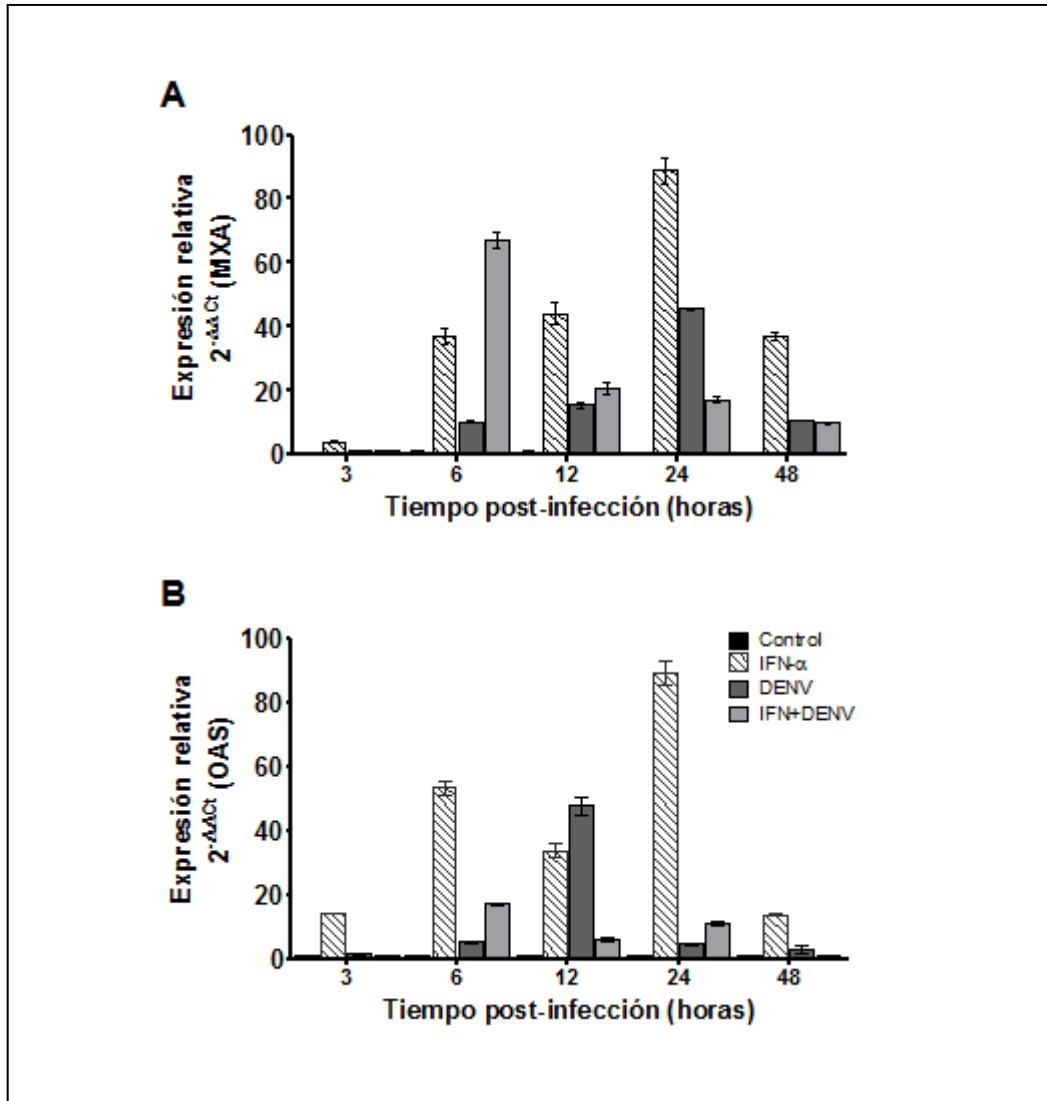 A
Expresión relativa
2-ΔΔCt (MXA)
100
80
60
40
20
0
3 6 12 24 48
Tiempo post-infección (horas)
B
Expresión relativa
2-ΔΔCt (OAS)
100
80
60
40
20
0
Control
IFN-α
DENV
IFN+DENV
3 6 12 24 48
Tiempo post-infección (horas)